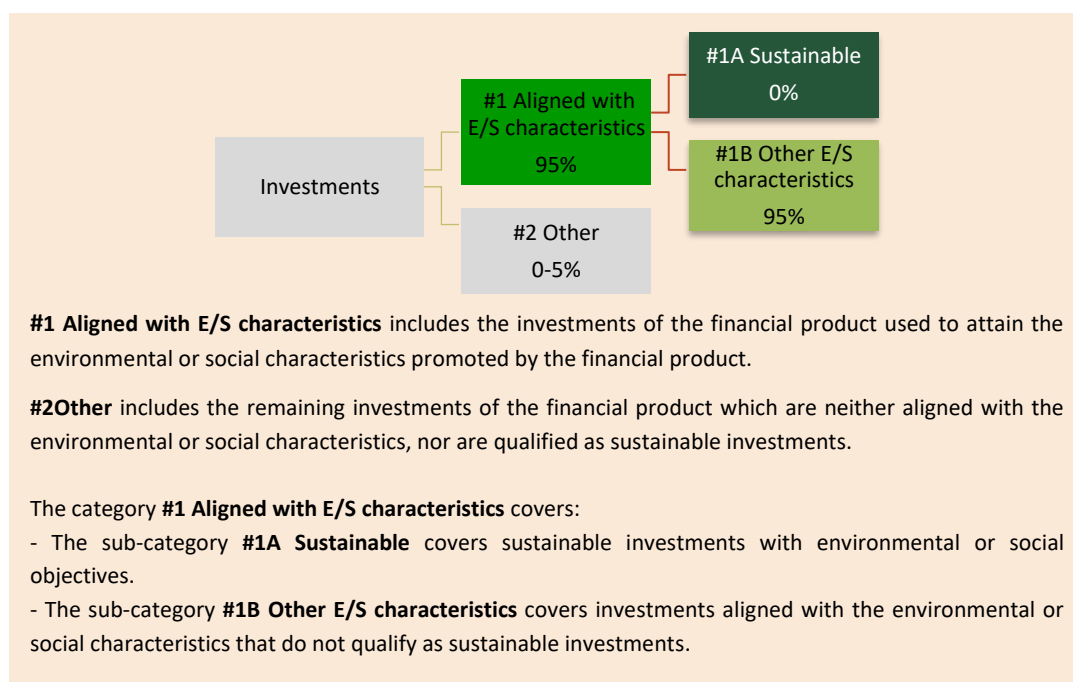 #1A Sustainable
0%
#1 Aligned with
E/S characteristics
95%
#1B Other E/S
characteristics
95%
Investments
#2 Other
0-5%
#1 Aligned with E/S characteristics includes the investments of the financial product used to attain the
environmental or social characteristics promoted by the financial product.
#2Other includes the remaining investments of the financial product which are neither aligned with the
environmental or social characteristics, nor are qualified as sustainable investments.
The category #1 Aligned with E/S characteristics covers:
- The sub-category #1A Sustainable covers sustainable investments with environmental or social
objectives.
- The sub-category #1B Other E/S characteristics covers investments aligned with the environmental or
social characteristics that do not qualify as sustainable investments.